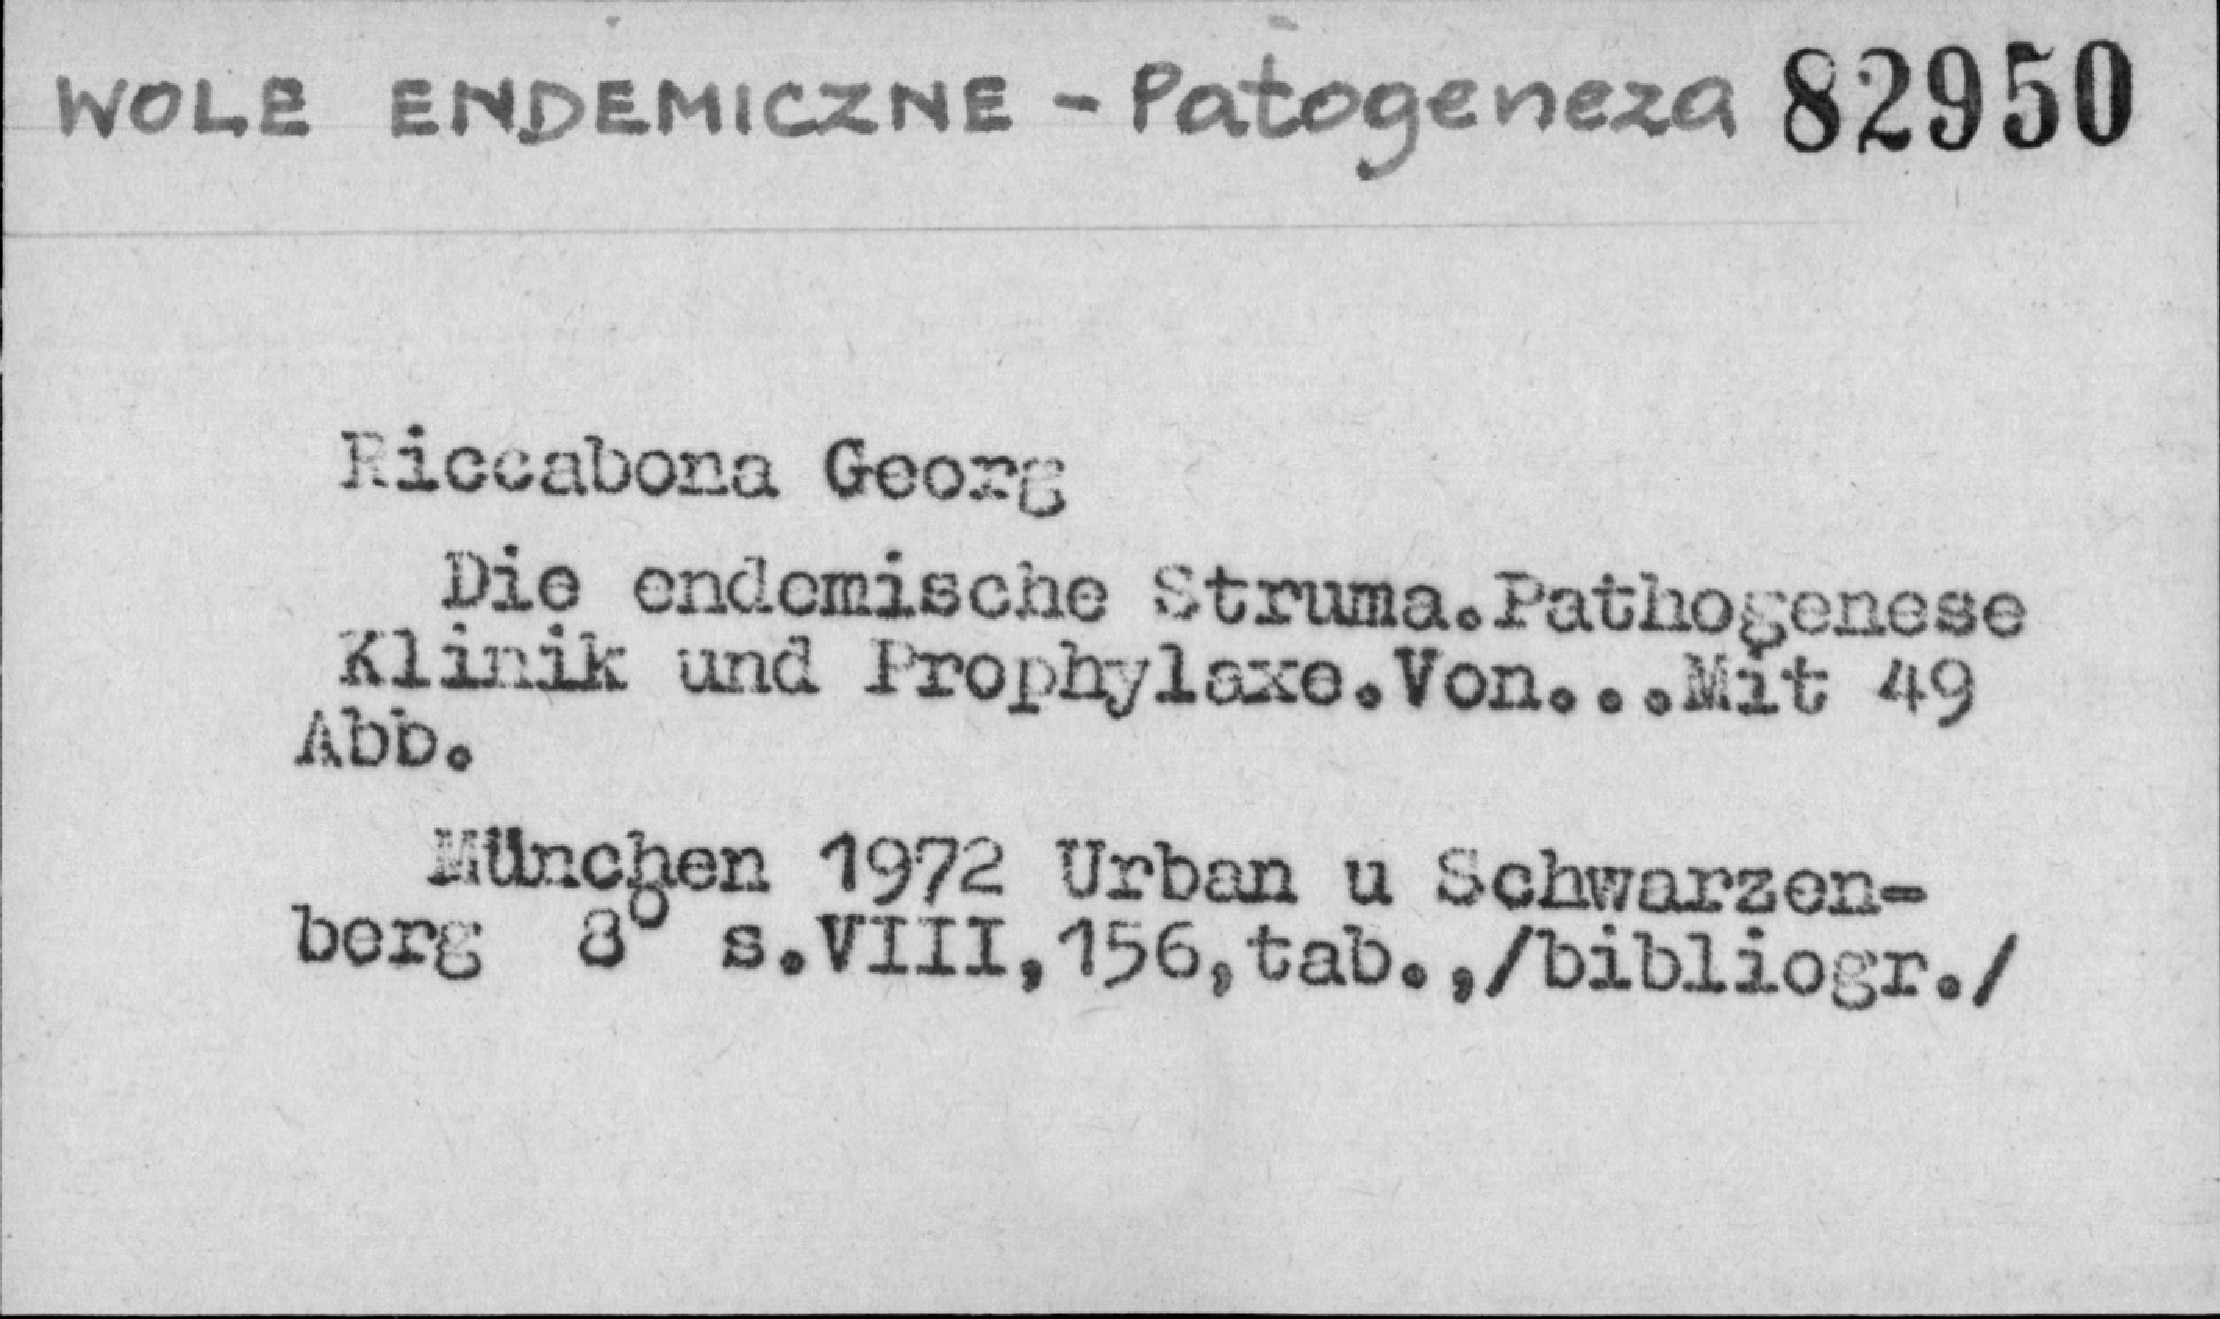 WOLE ENDEMICZNE - Patogeneza 82950
Riccabona Georg
Die endemische Struma.Pathogenese
Klinik und Prophylaxe.Von...Mit 49
Abb.
München 1972 Urban u Schwarzen-
berg 8° s.VIII,156,tab.,/bibliogr./